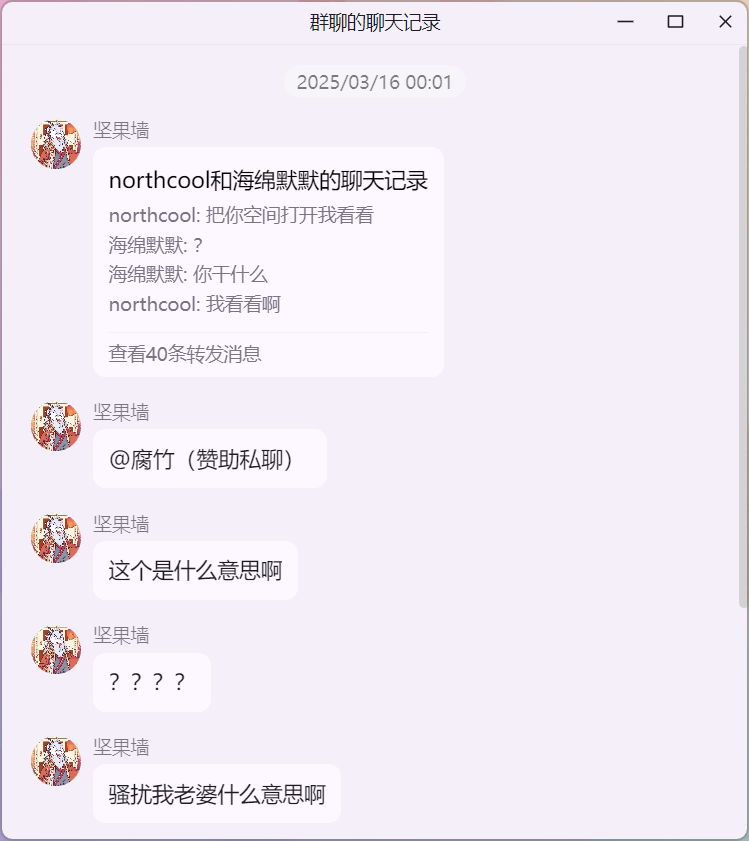 群聊的聊天记录
2025/03/16 00:01
坚果墙
northcool和海绵默默的聊天记录
northcool: 把你空间打开我看看
海绵默默: ？
海绵默默: 你干什么
northcool: 我看看啊
查看40条转发消息
坚果墙
@腐竹（赞助私聊）
坚果墙
这个是什么意思啊
坚果墙
？？？？
坚果墙
骚扰我老婆什么意思啊